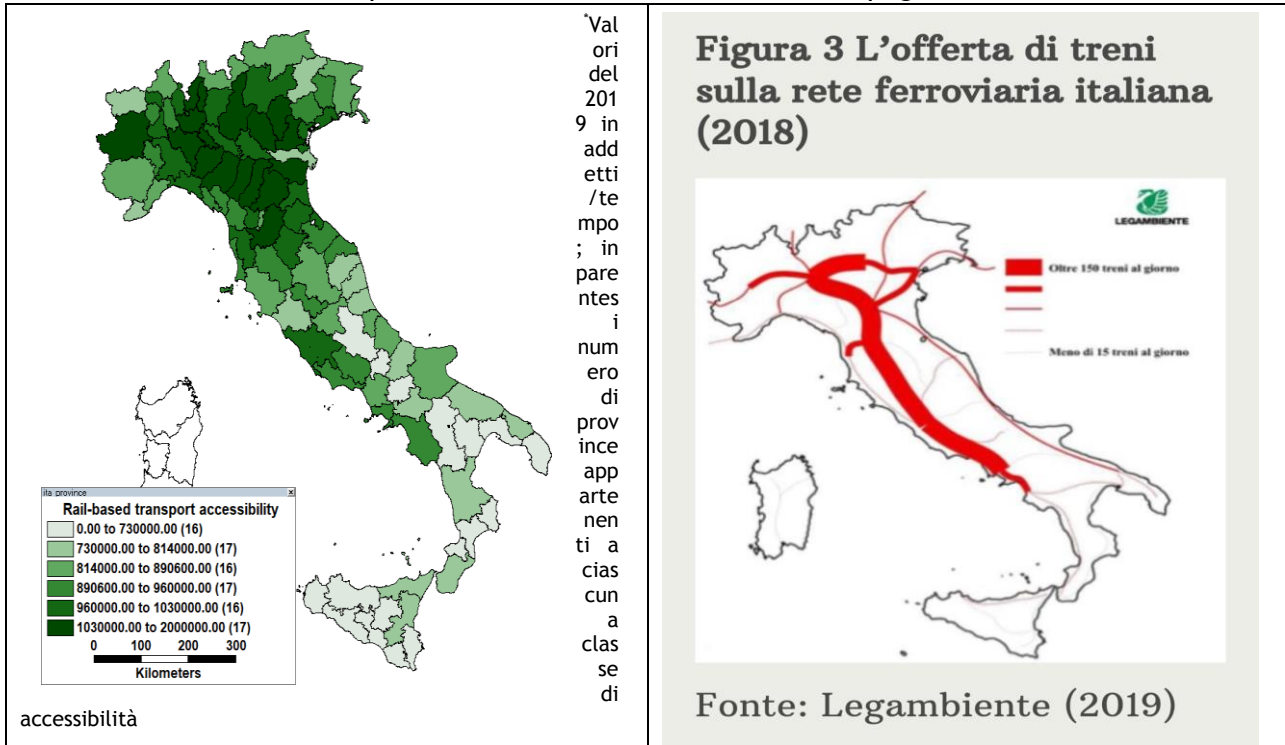 *Val
ori
del
201
9 in
add
etti
/te
mpo
; in
pare
ntes
i
num
ero
di
prov
ince
app
arte
nen
ti a
cias
cun
a
clas
se
di
accessibilità
ita_province
Rail-based transport accessibility
0.00 to 730000.00 (16)
730000.00 to 814000.00 (17)
814000.00 to 890600.00 (16)
890600.00 to 960000.00 (17)
960000.00 to 1030000.00 (16)
1030000.00 to 2000000.00 (17)
0 100 200 300
Kilometers
Figura 3 L'offerta di treni
sulla rete ferroviaria italiana
(2018)
LEGAMBIENTE
Oltre 150 treni al giorno
Meno di 15 treni al giorno
Fonte: Legambiente (2019)